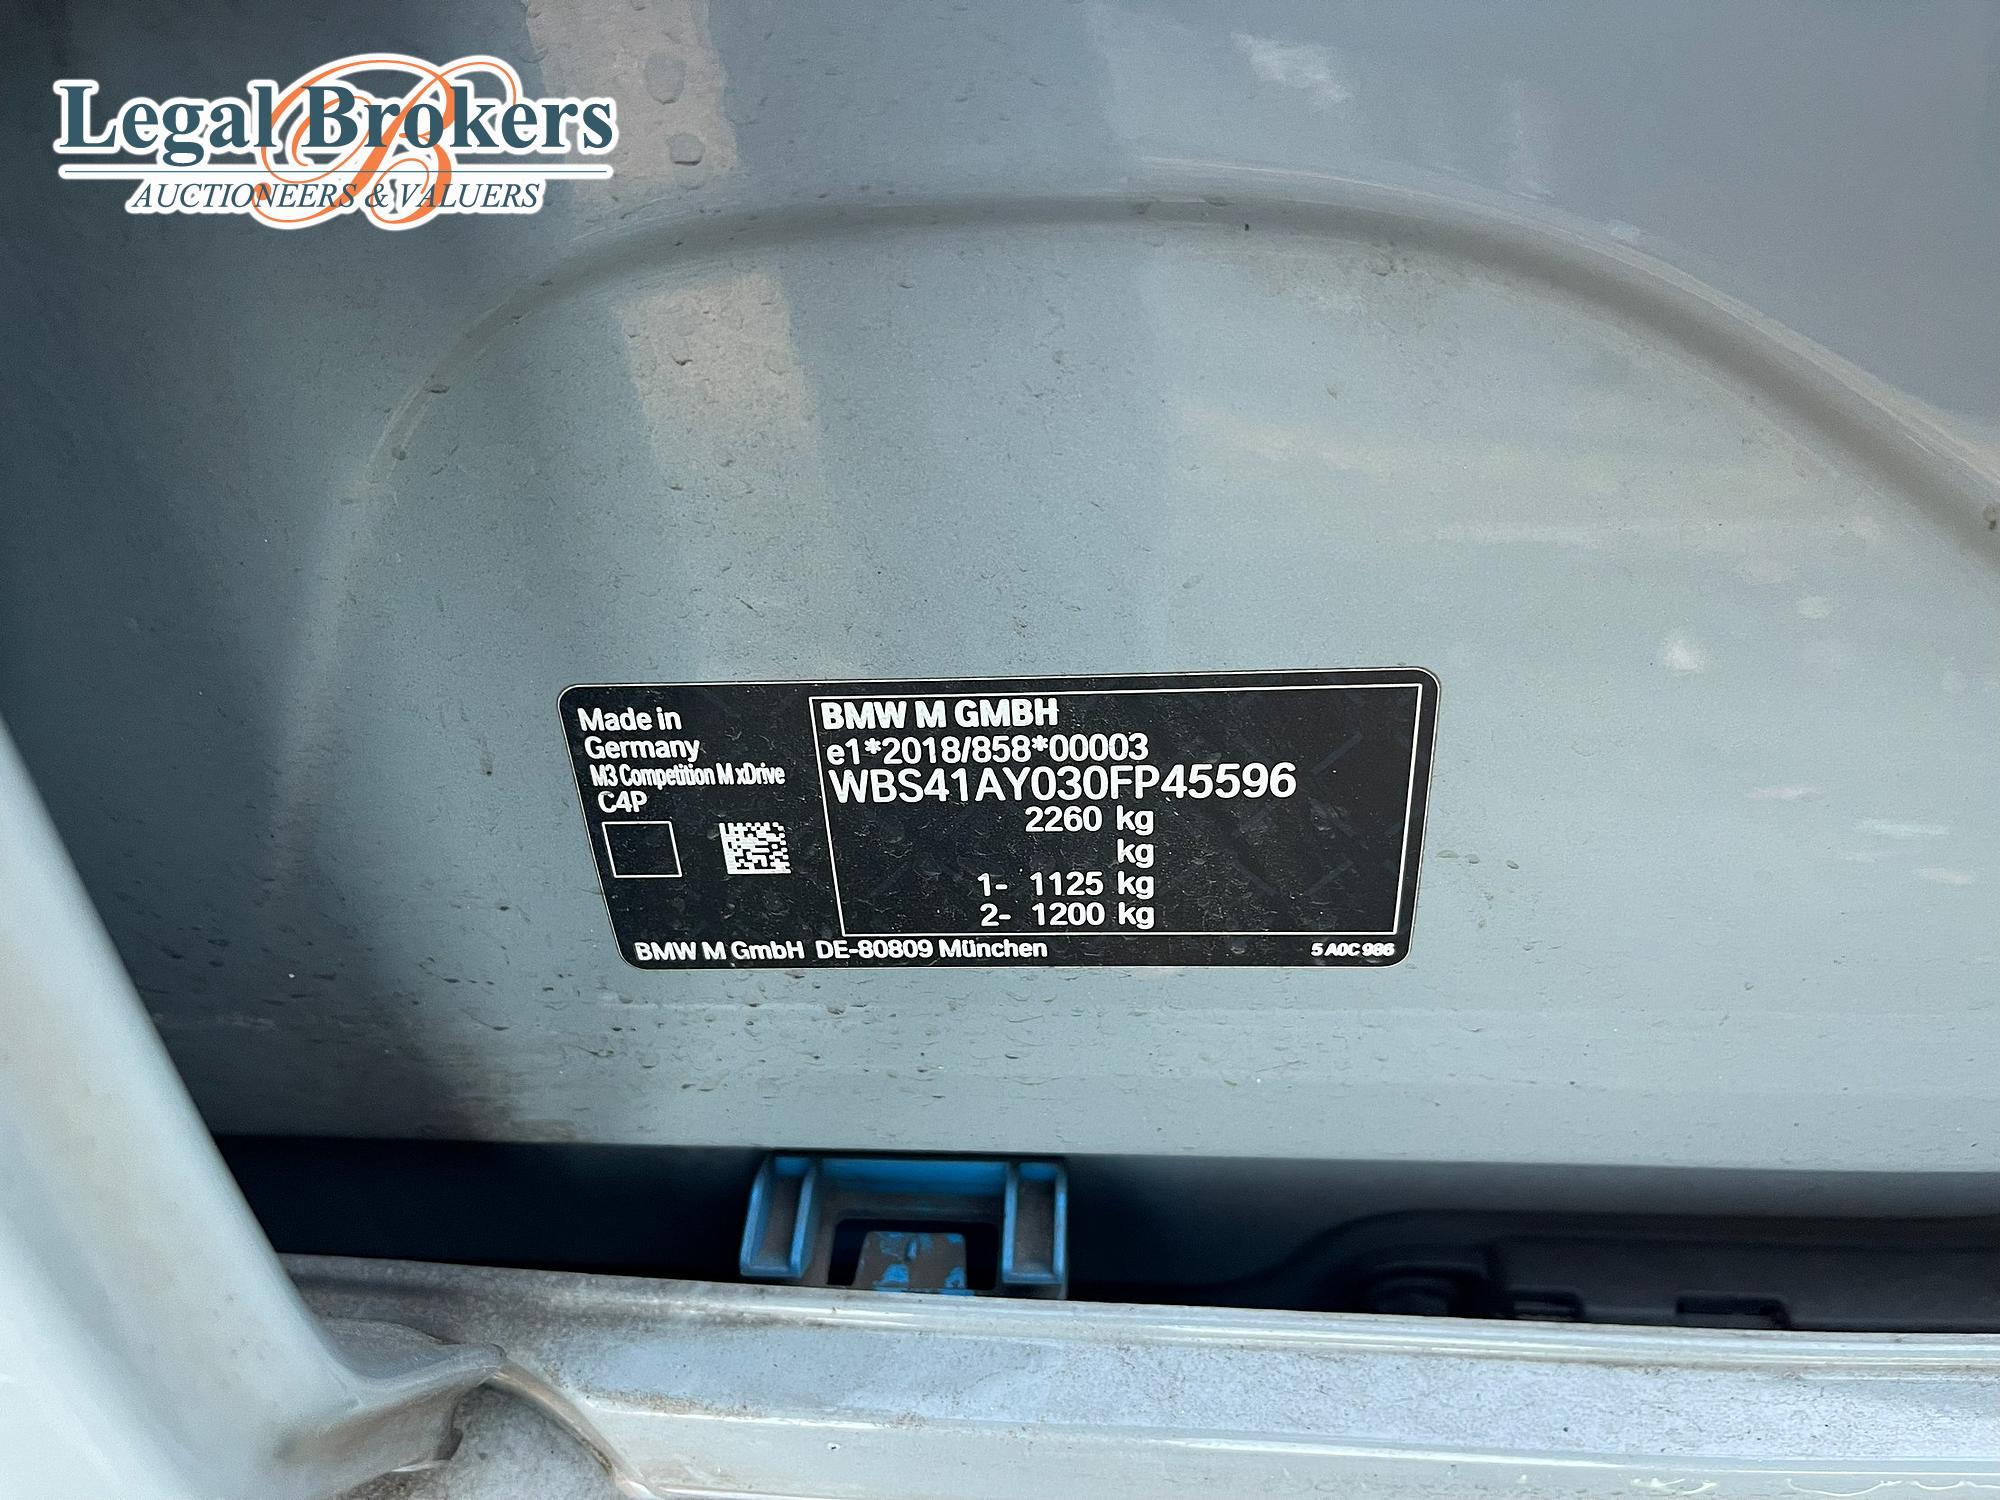 Legal Brokers
AUCTIONEERS & VALUERS
Made in
Germany
M3 Competition M xDrive
C4P
BMW M GMBH
e1*2018/858*00003
WBS41AY030FP45596
2260 kg
kg
1- 1125 kg
2- 1200 kg
BMW M GmbH DE-80809 München
5 A0C 986